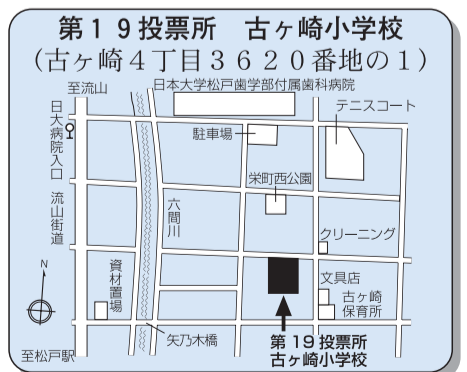 第１９投票所　古ヶ崎小学校
（古ヶ崎４丁目３６２０番地の１）
至流山
日本大学松戸歯学部付属歯科病院
テニスコート
日大病院入口
駐車場
栄町西公園
流山街道
六間川
クリーニング
N
資材置場
文具店
古ヶ崎
保育所
矢乃木橋
至松戸駅
第19投票所
古ヶ崎小学校